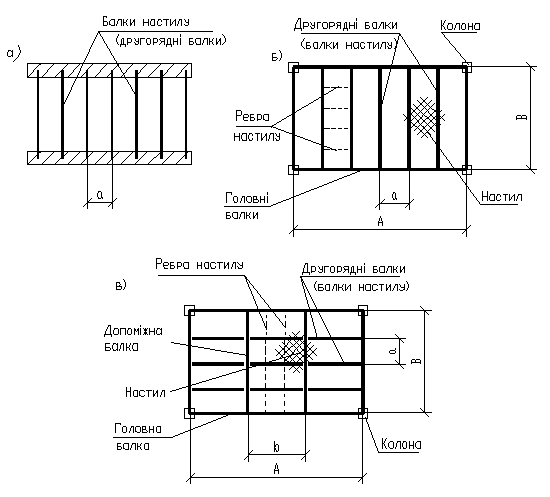 а)
Балки настилу
(другорядні балки)
а
б)
Другорядні балки
(балки настилу)
Колона
Ребра
настилу
В
Головні
балки
а
Настил
А
в)
Ребра настилу
Другорядні балки
(балки настилу)
Допоміжна
балка
а
В
Настил
Головна
балка
b
Колона
А